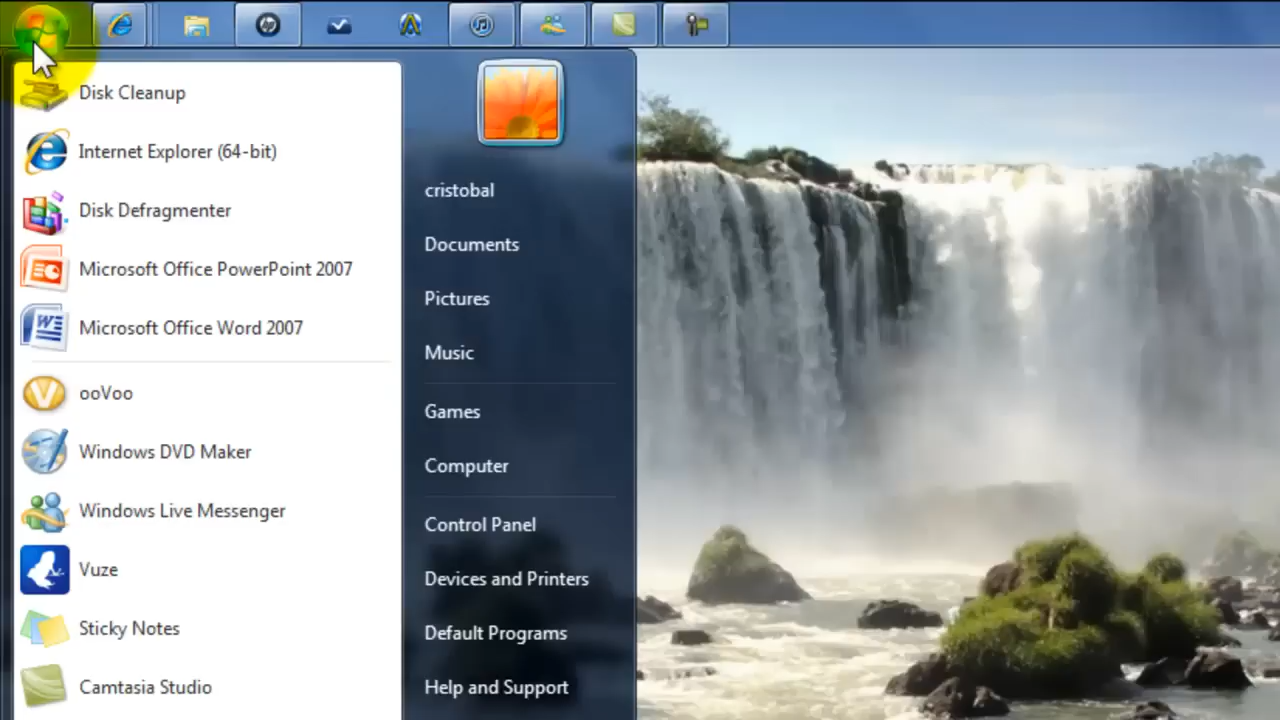 Disk Cleanup
Internet Explorer (64-bit)
Disk Defragmenter
Microsoft Office PowerPoint 2007
Microsoft Office Word 2007
ooVoo
Windows DVD Maker
Windows Live Messenger
Vuze
Sticky Notes
Camtasia Studio
cristobal
Documents
Pictures
Music
Games
Computer
Control Panel
Devices and Printers
Default Programs
Help and Support